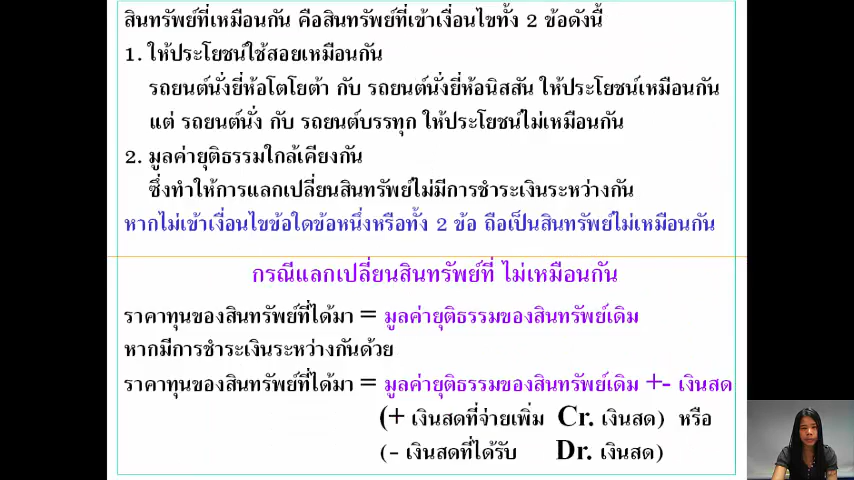 สินทรัพย์ที่เหมือนกัน คือสินทรัพย์ที่เข้าเงื่อนไขทั้ง 2 ข้อดังนี้
1. ให้ประโยชน์ใช้สอยเหมือนกัน
รถยนต์นั่งยี่ห้อโตโยต้า กับ รถยนต์นั่งยี่ห้อนิสสัน ให้ประโยชน์เหมือนกัน
แต่ รถยนต์นั่ง กับ รถยนต์บรรทุก ให้ประโยชน์ไม่เหมือนกัน
2. มูลค่ายุติธรรมใกล้เคียงกัน
ซึ่งทำให้การแลกเปลี่ยนสินทรัพย์ไม่มีการชำระเงินระหว่างกัน
หากไม่เข้าเงื่อนไขข้อใดข้อหนึ่งหรือทั้ง 2 ข้อ ถือเป็นสินทรัพย์ไม่เหมือนกัน
กรณีแลกเปลี่ยนสินทรัพย์ที่ ไม่เหมือนกัน
ราคาทุนของสินทรัพย์ที่ได้มา = มูลค่ายุติธรรมของสินทรัพย์เดิม
หากมีการชำระเงินระหว่างกันด้วย
ราคาทุนของสินทรัพย์ที่ได้มา = มูลค่ายุติธรรมของสินทรัพย์เดิม +- เงินสด
(+ เงินสดที่จ่ายเพิ่ม Cr. เงินสด) หรือ
(- เงินสดที่ได้รับ Dr. เงินสด)